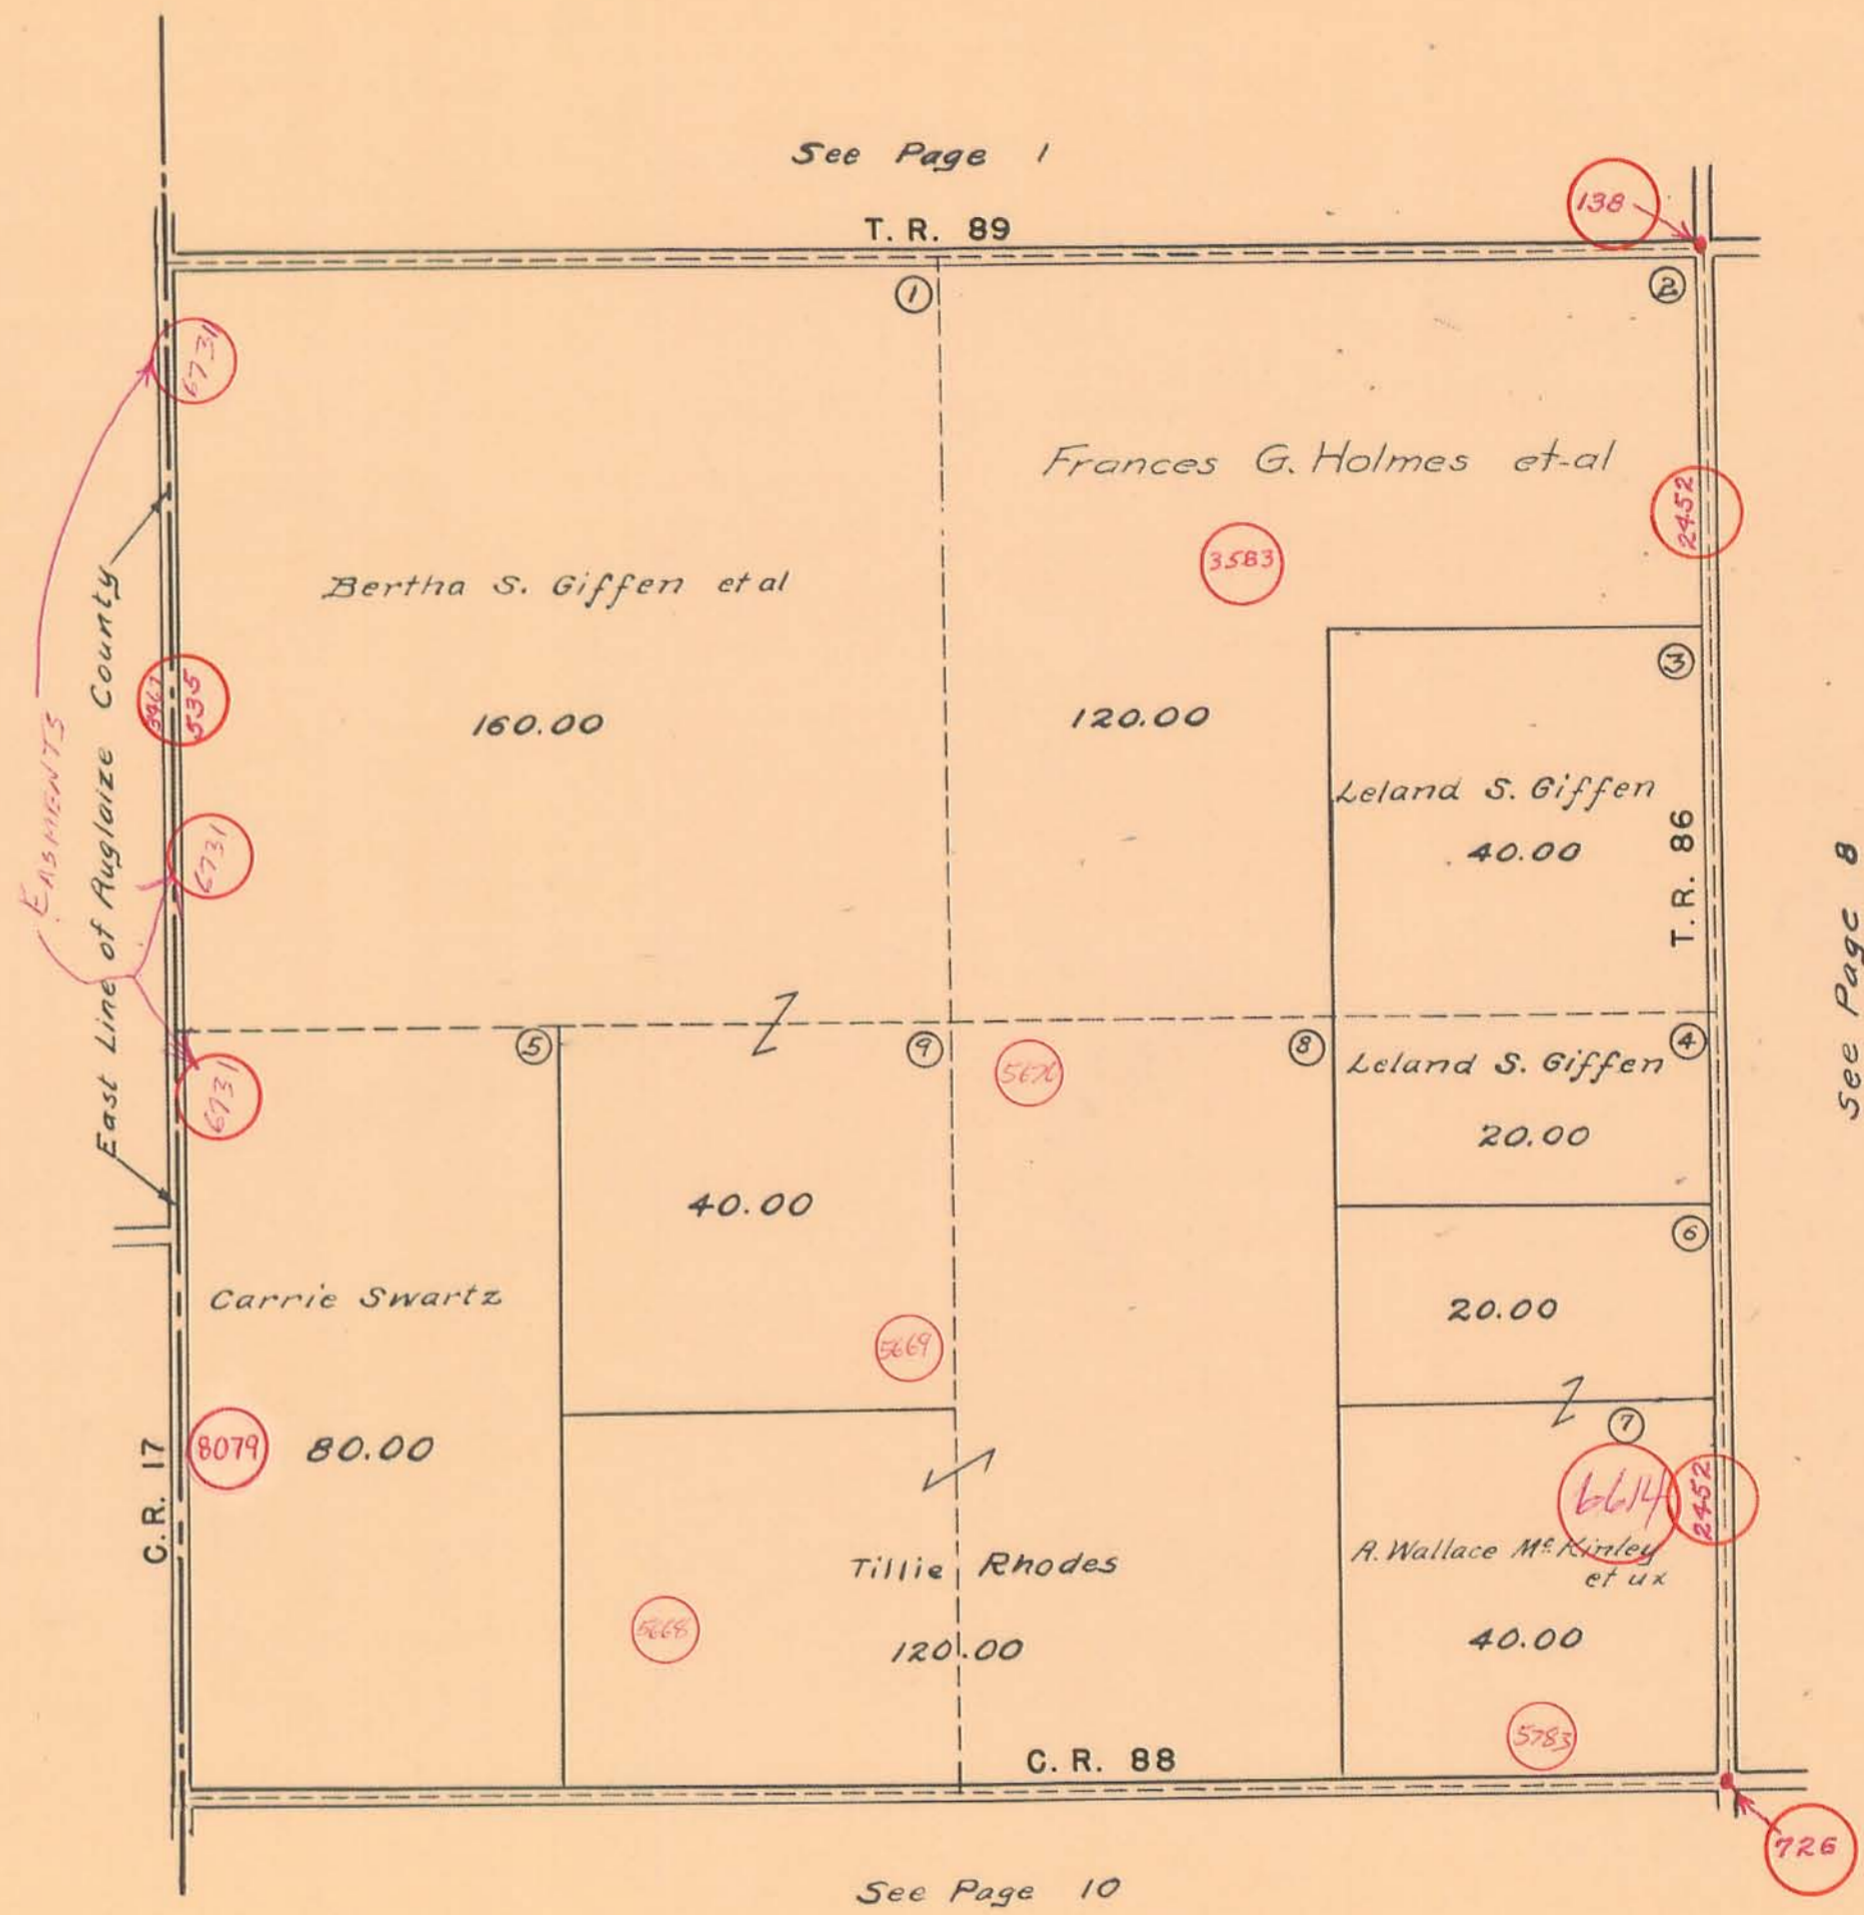 See Page 1
T. R. 89
138
1
2
6731
Frances G. Holmes et-al
2452
3583
Bertha S. Giffen et al
EASMENTS
East Line of Auglaize County
3967
535
160.00
120.00
3
Leland S. Giffen
40.00
T. R. 86
See Page 8
6731
5
9
8
4
6731
Leland S. Giffen
20.00
40.00
6
Carrie Swartz
20.00
5669
7
8079
80.00
C. R. 17
6614
2452
Tillie Rhodes
R. Wallace McKinley
et ux
5668
120.00
40.00
5783
C. R. 88
726
See Page 10